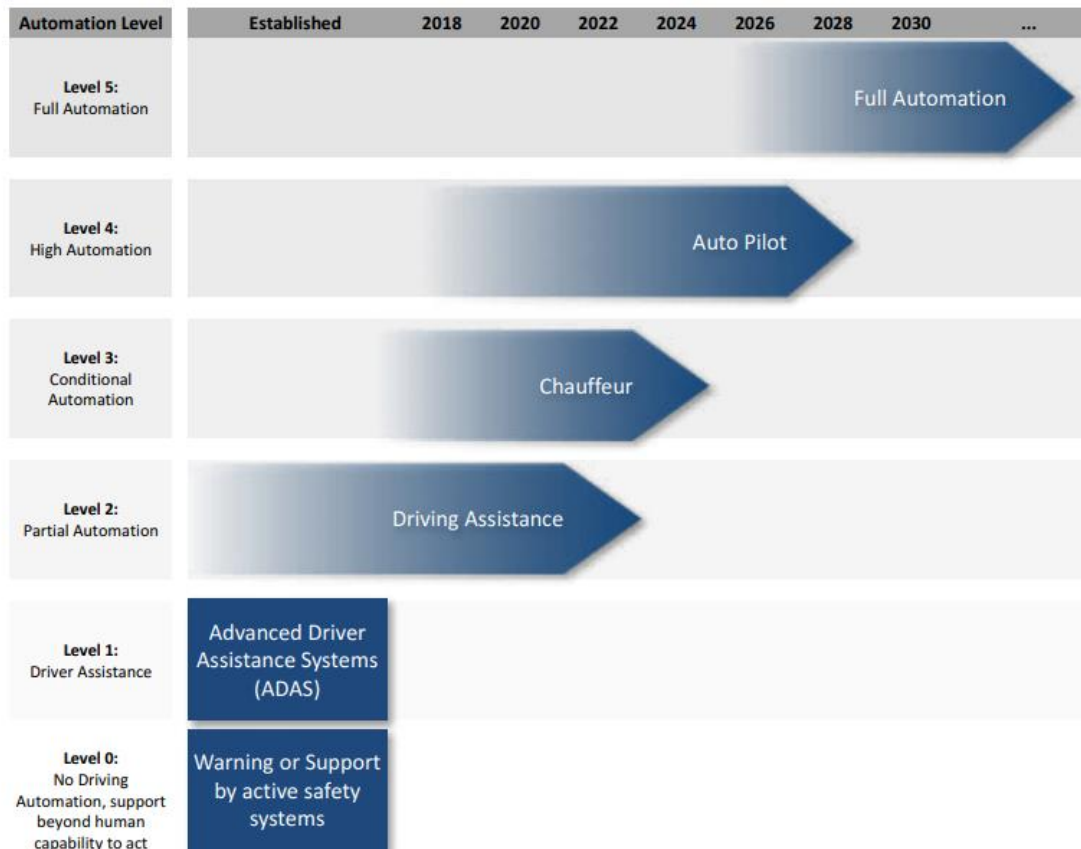 Automation Level Established 2018 2020 2022 2024 2026 2028 2030 ...
Level 5:
Full Automation
Full Automation
Level 4:
High Automation
Auto Pilot
Level 3:
Conditional
Automation
Chauffeur
Level 2:
Partial Automation
Driving Assistance
Level 1:
Driver Assistance
Advanced Driver
Assistance Systems
(ADAS)
Level 0:
No Driving
Automation, support
beyond human
capability to act
Warning or Support
by active safety
systems